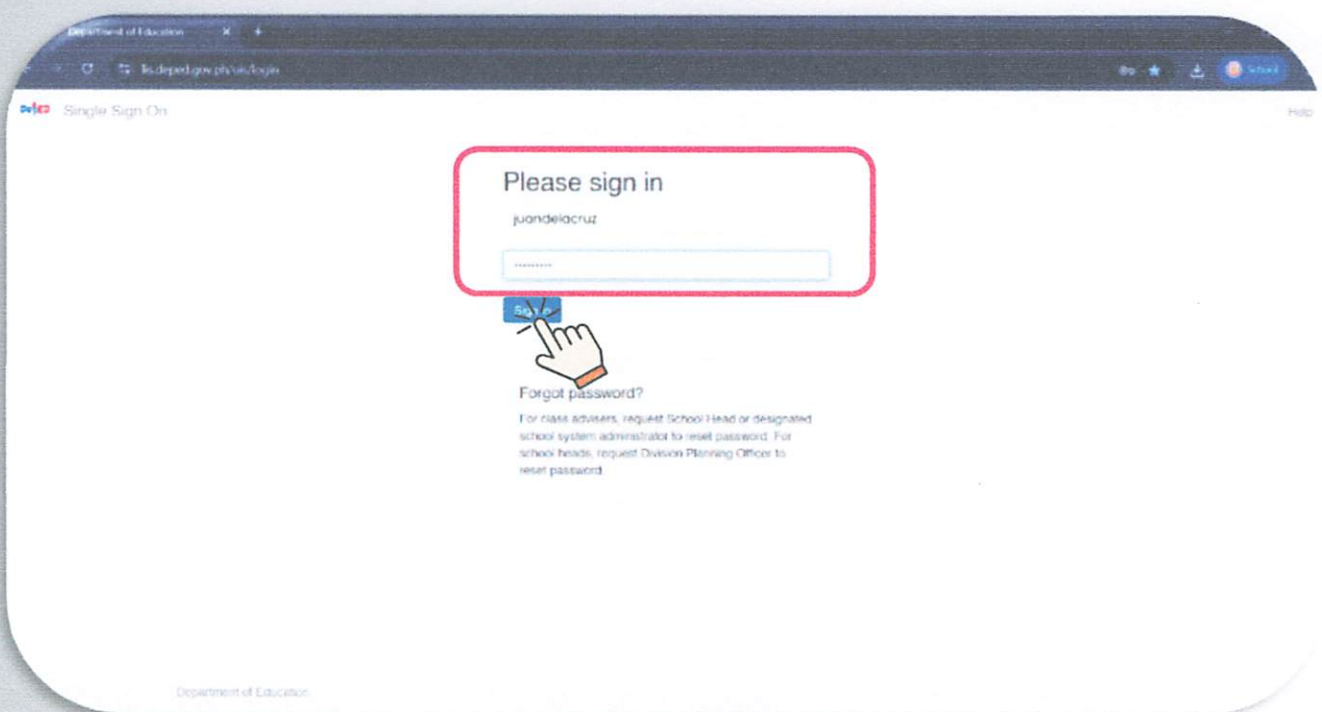 Department of Education
lis.deped.gov.ph/uis/login
School
DepED Single Sign On
Help
Please sign in
juandelacruz
Sign in
Forgot password?
For class advisers, request School Head or designated
school system administrator to reset password. For
school heads, request Division Planning Officer to
reset password
Department of Education